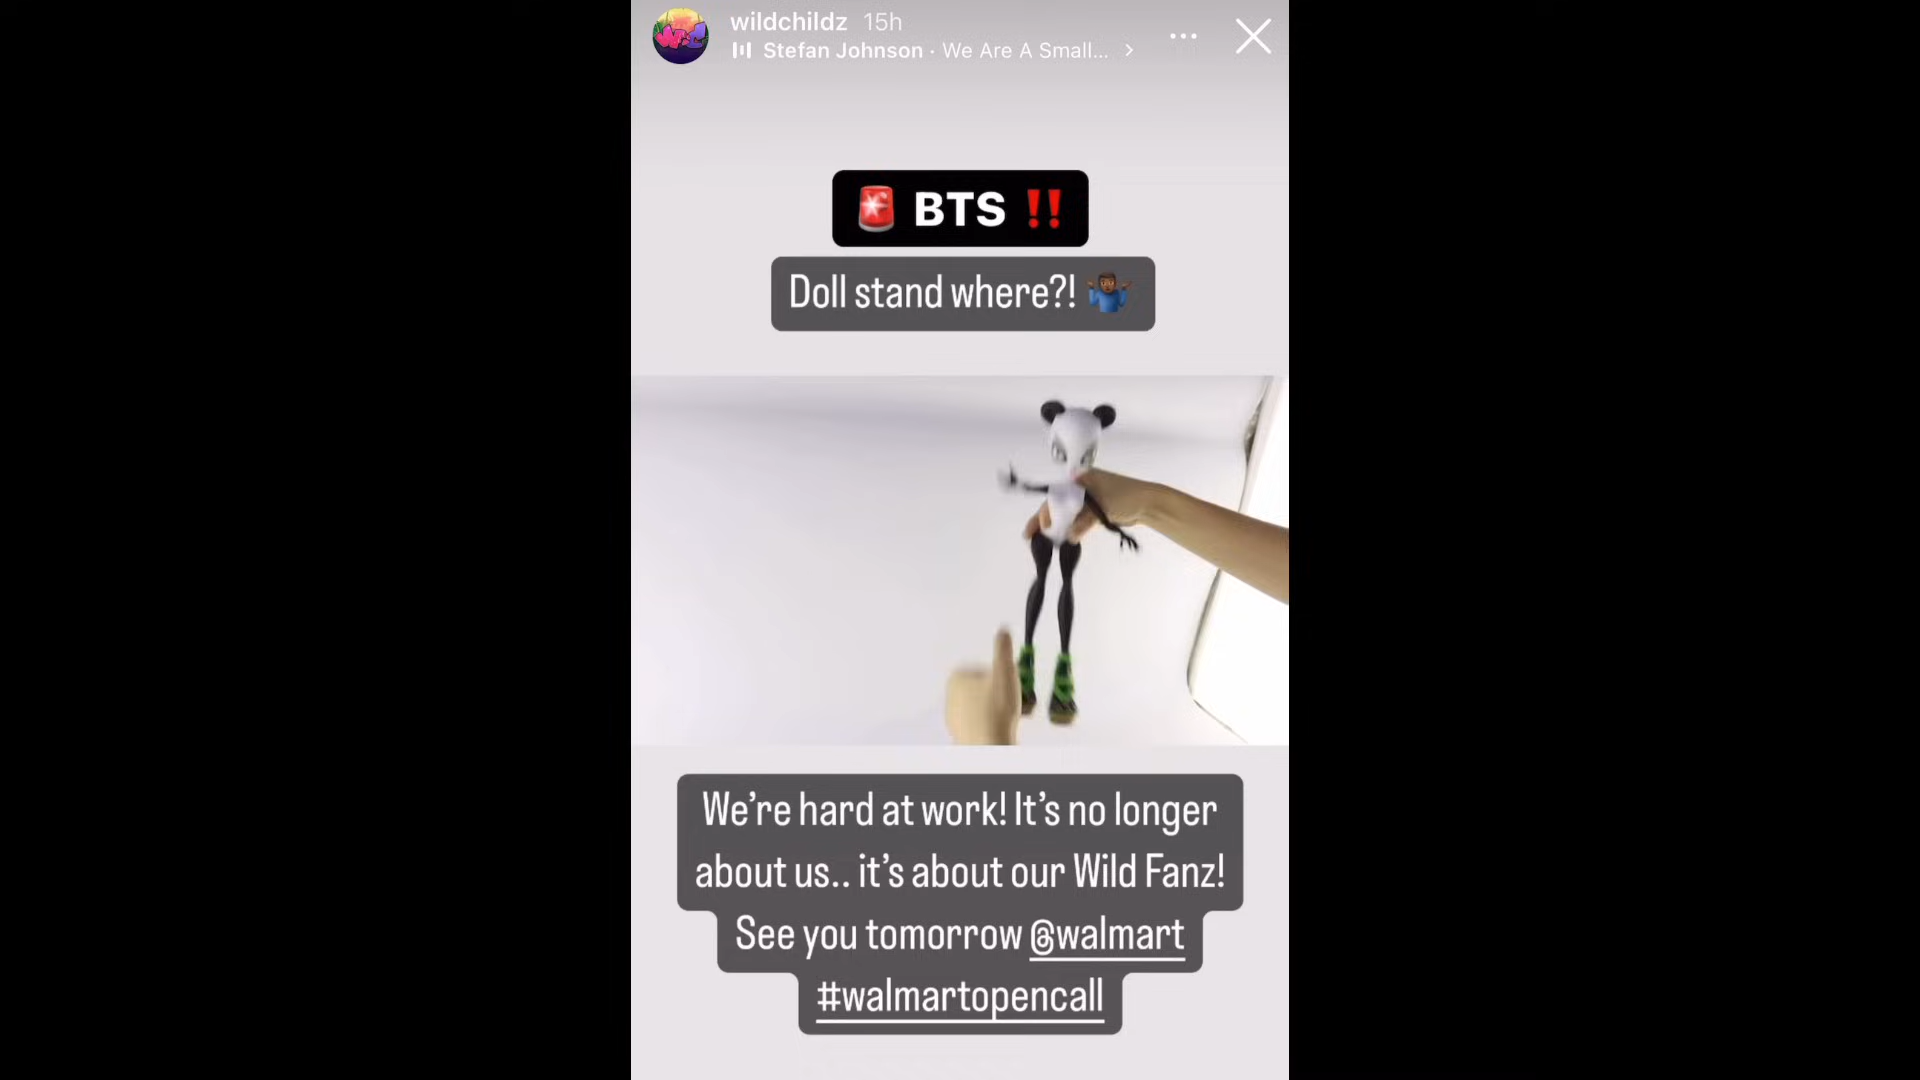 wildchildz 15h
Stefan Johnson · We Are A Small... >
🚨 BTS ‼️
Doll stand where?! 🤷🏾‍♂️
We’re hard at work! It’s no longer
about us.. it’s about our Wild Fanz!
See you tomorrow @walmart
#walmartopencall